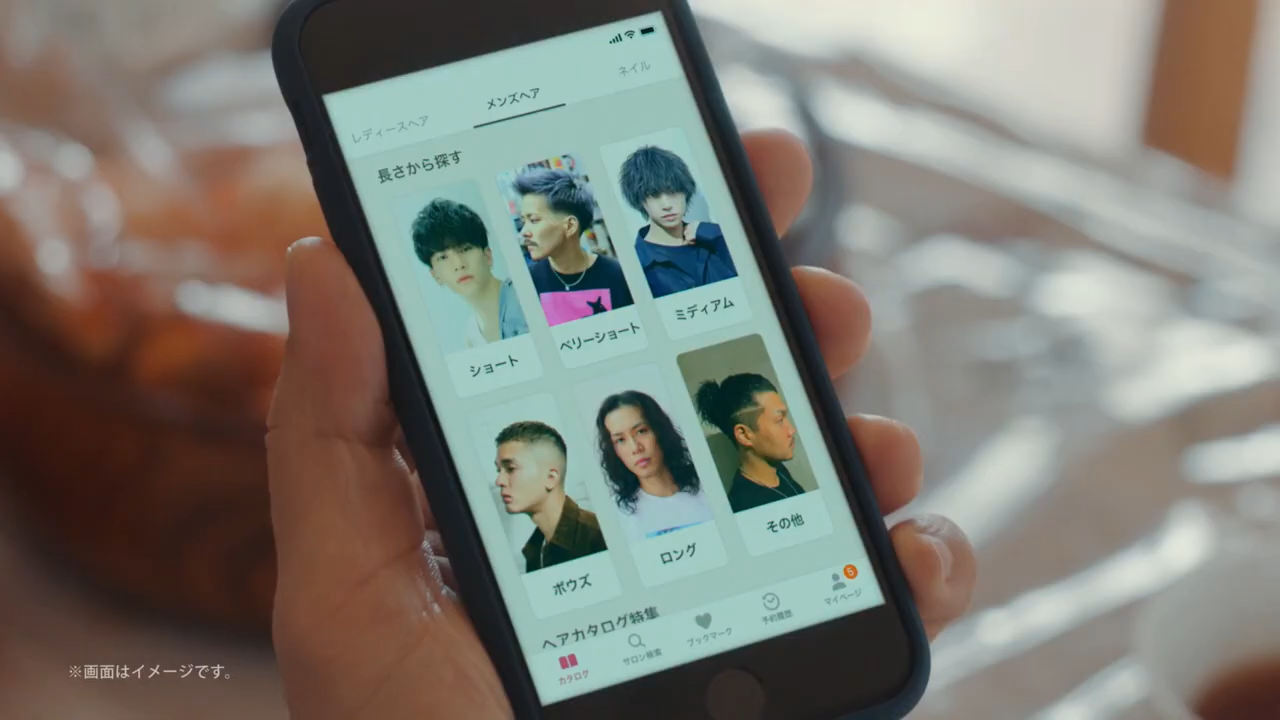 レディースヘア
メンズヘア
ネイル
長さから探す
ショート
ベリーショート
ミディアム
ボウズ
ロング
その他
ヘアカタログ特集
カタログ
サロン検索
ブックマーク
予約履歴
マイページ
5
※画面はイメージです。